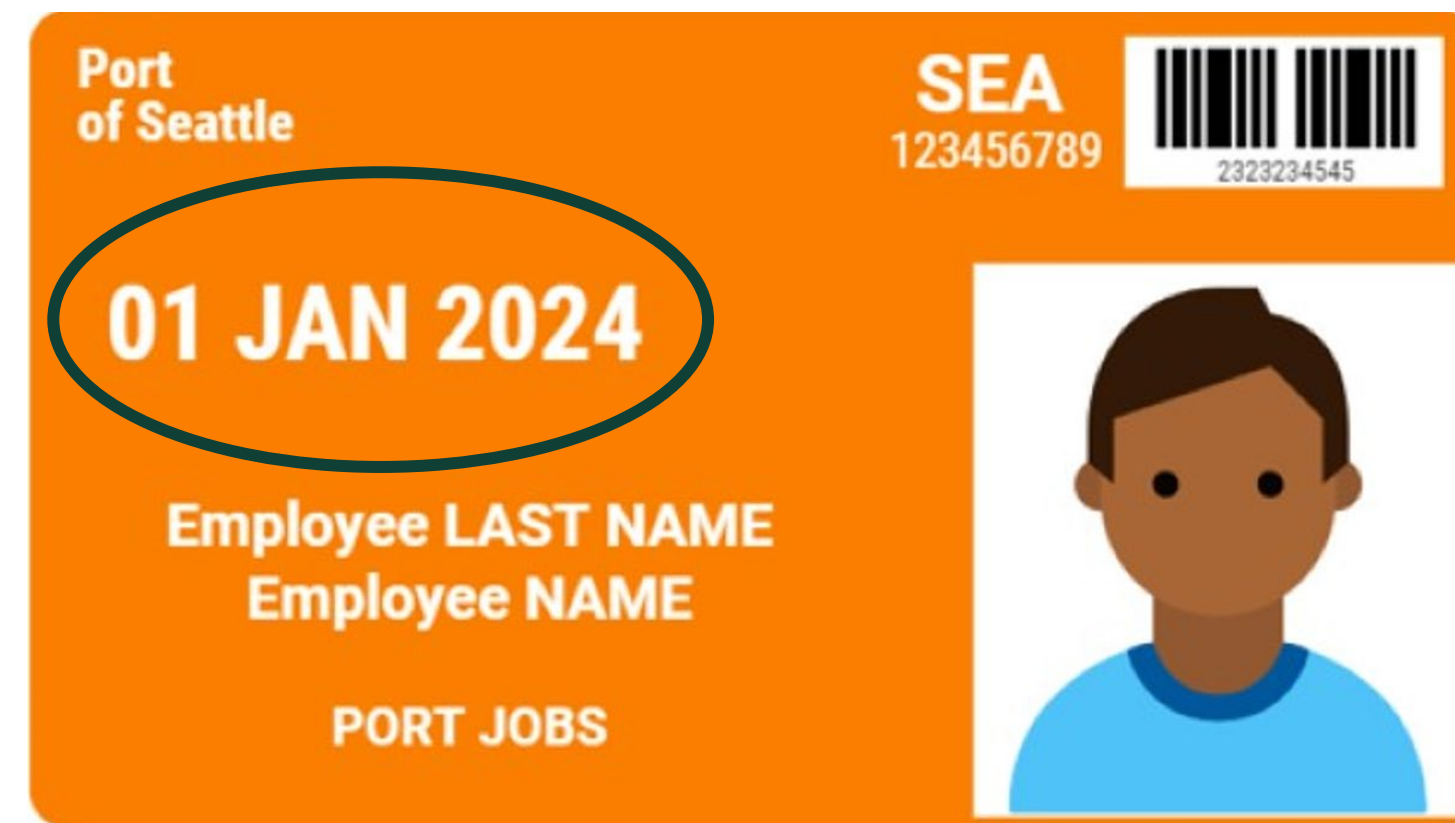 Port
of Seattle
SEA
123456789
2323234545
01 JAN 2024
Employee LAST NAME
Employee NAME
PORT JOBS